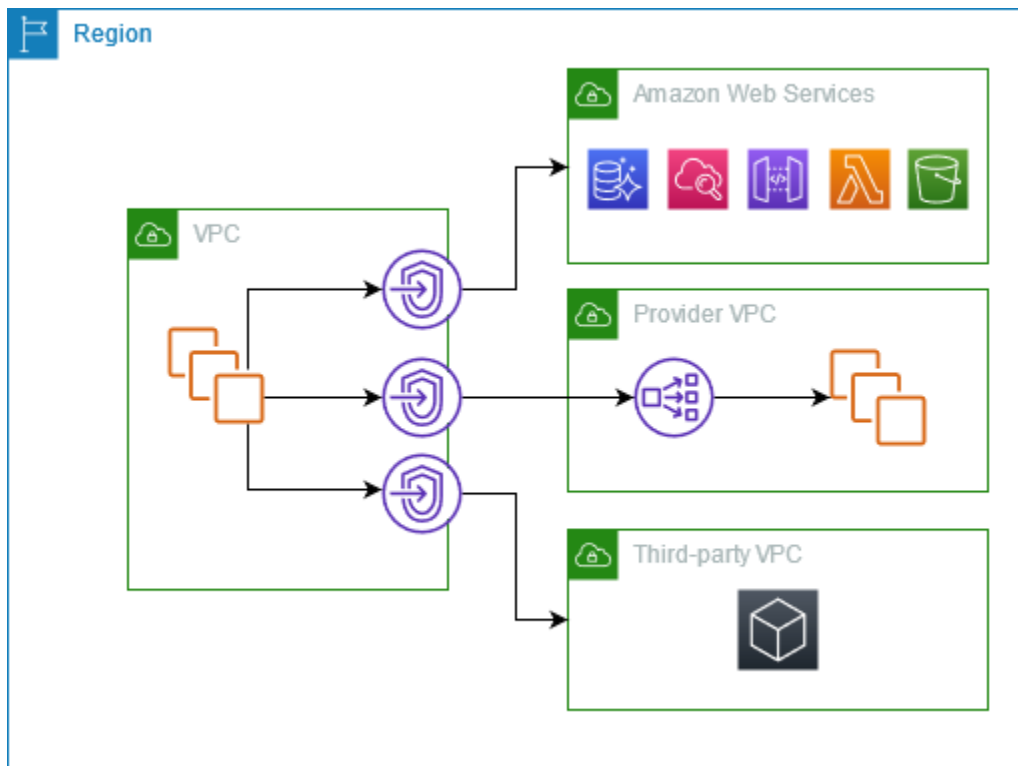 Region
Amazon Web Services
VPC
Provider VPC
Third-party VPC